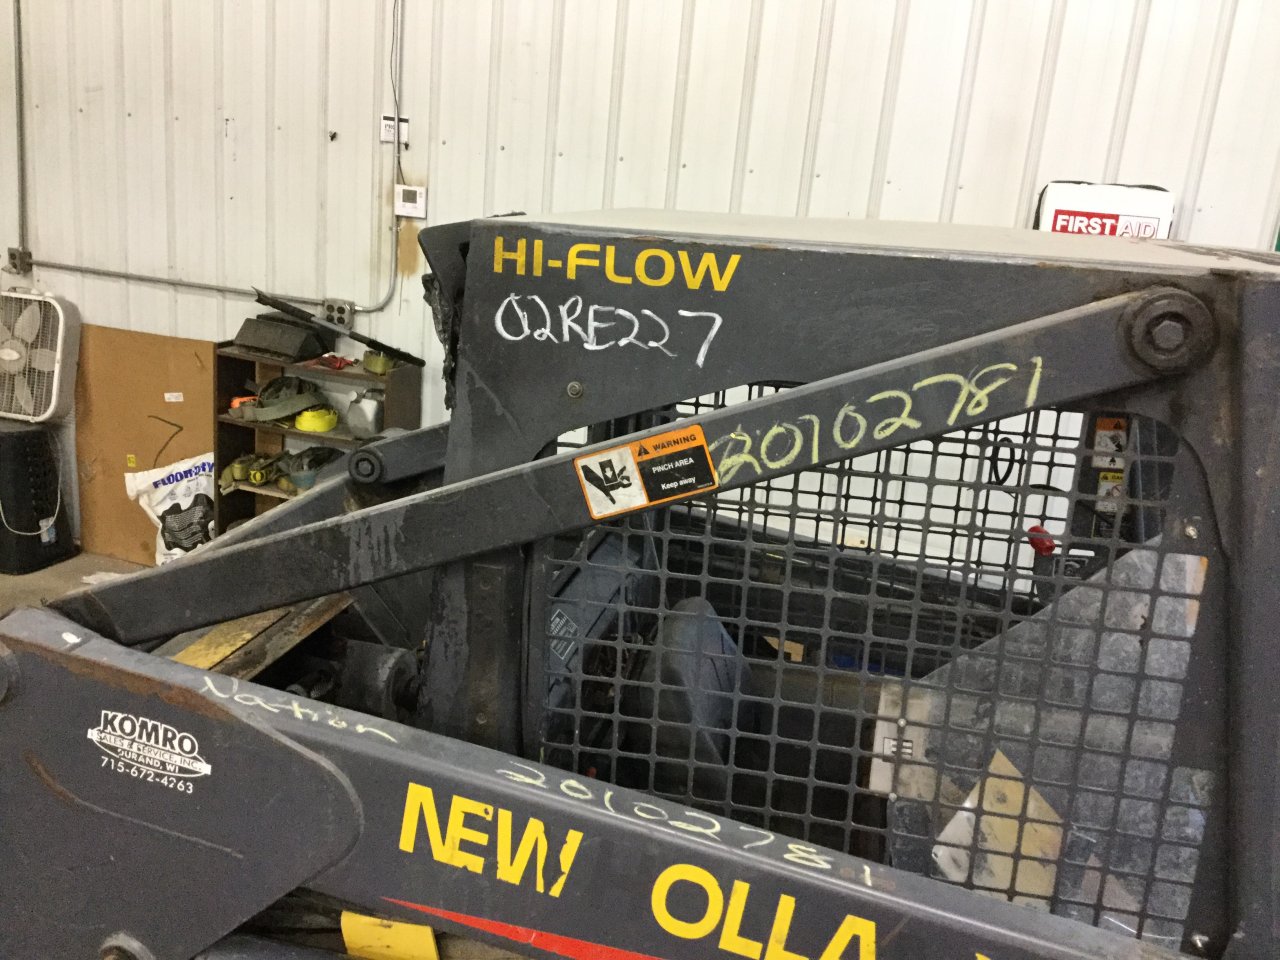 FIRST AID
HI-FLOW
02RE227
20102781
WARNING
PINCH AREA
Keep away
Nation
20102781
KOMRO
SALES & SERVICE, INC.
DURAND, WI
715-672-4263
NEW OLLA